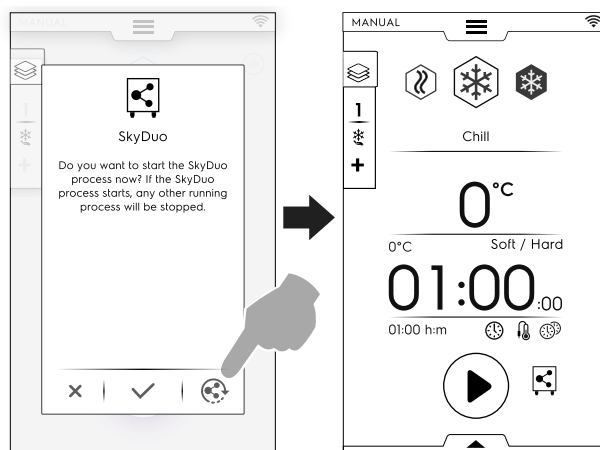 MANUAL
1
+
SkyDuo
Do you want to start the SkyDuo
process now? If the SkyDuo
process starts, any other running
process will be stopped.
MANUAL
1
+
Chill
0°C
0°C Soft / Hard
01:00:00
01:00 h:m